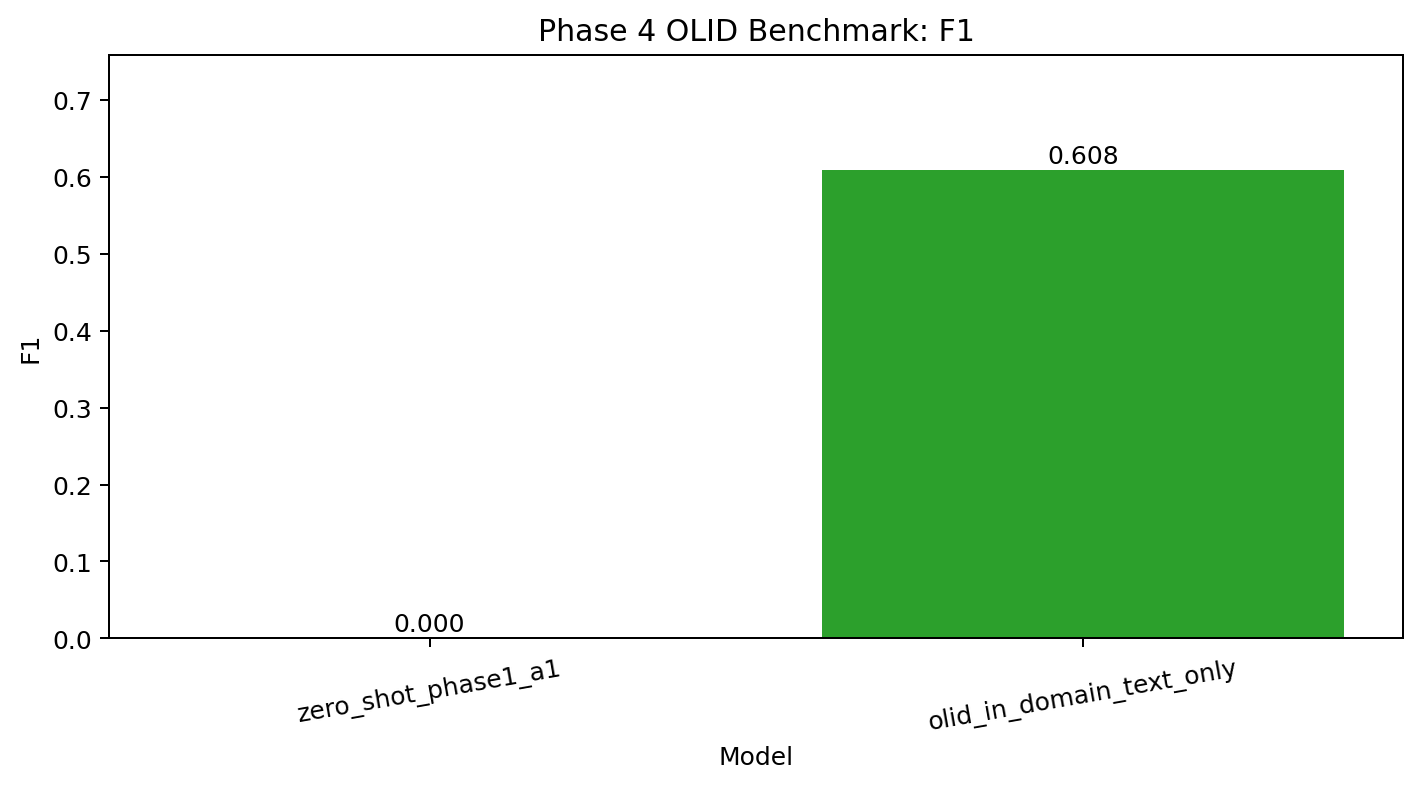 Phase 4 OLID Benchmark: F1
F1
0.7
0.6
0.5
0.4
0.3
0.2
0.1
0.0
0.000
0.608
zero_shot_phase1_a1
olid_in_domain_text_only
Model